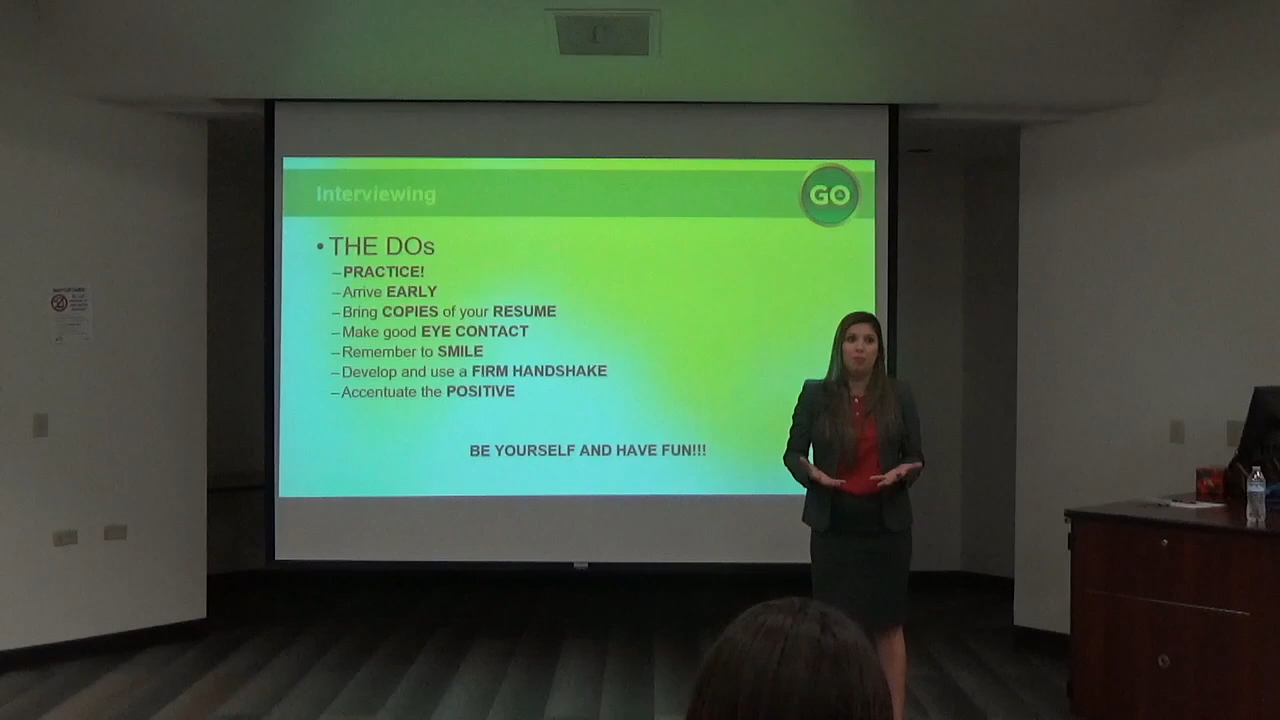 Interviewing
GO
• THE DOs
–PRACTICE!
–Arrive EARLY
–Bring COPIES of your RESUME
–Make good EYE CONTACT
–Remember to SMILE
–Develop and use a FIRM HANDSHAKE
–Accentuate the POSITIVE
BE YOURSELF AND HAVE FUN!!!